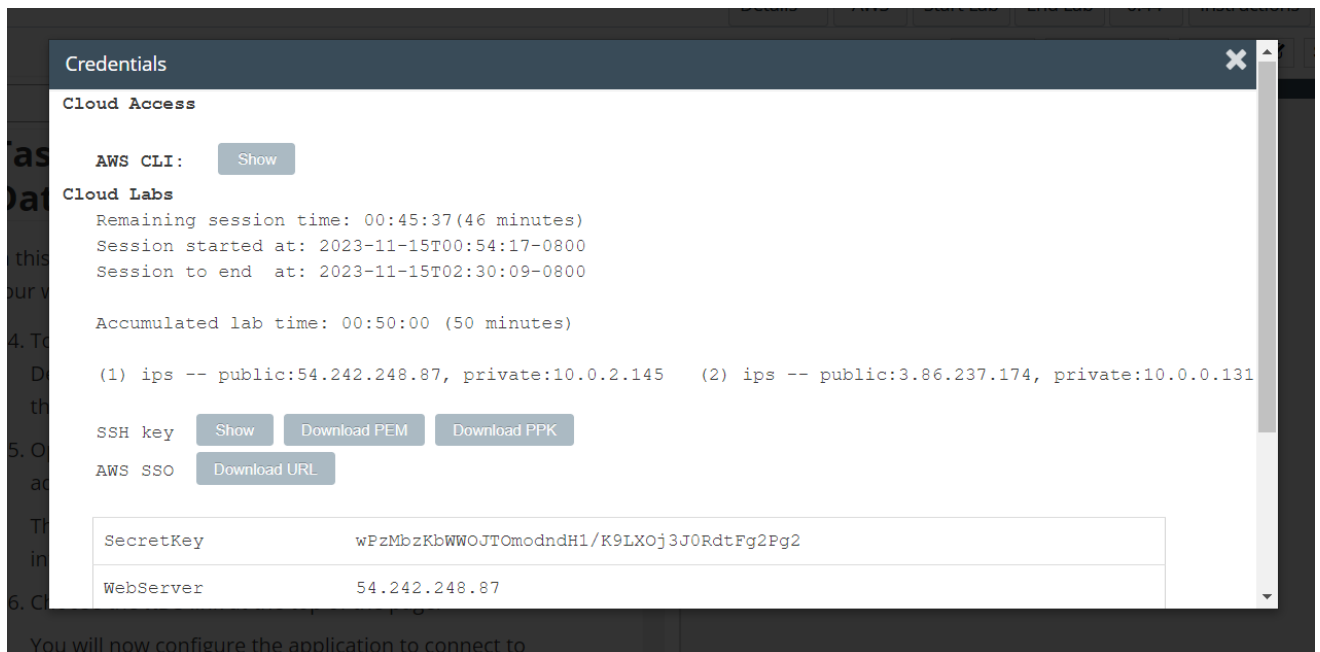 Credentials
Cloud Access
AWS CLI: Show
Cloud Labs
Remaining session time: 00:45:37(46 minutes)
Session started at: 2023-11-15T00:54:17-0800
Session to end at: 2023-11-15T02:30:09-0800
Accumulated lab time: 00:50:00 (50 minutes)
(1) ips -- public:54.242.248.87, private:10.0.2.145 (2) ips -- public:3.86.237.174, private:10.0.0.131
SSH key Show Download PEM Download PPK
AWS SSO Download URL
SecretKey wPzMbzKbWWOJTOmodndH1/K9LXOj3J0RdtFg2Pg2
WebServer 54.242.248.87
You will now configure the application to connect to